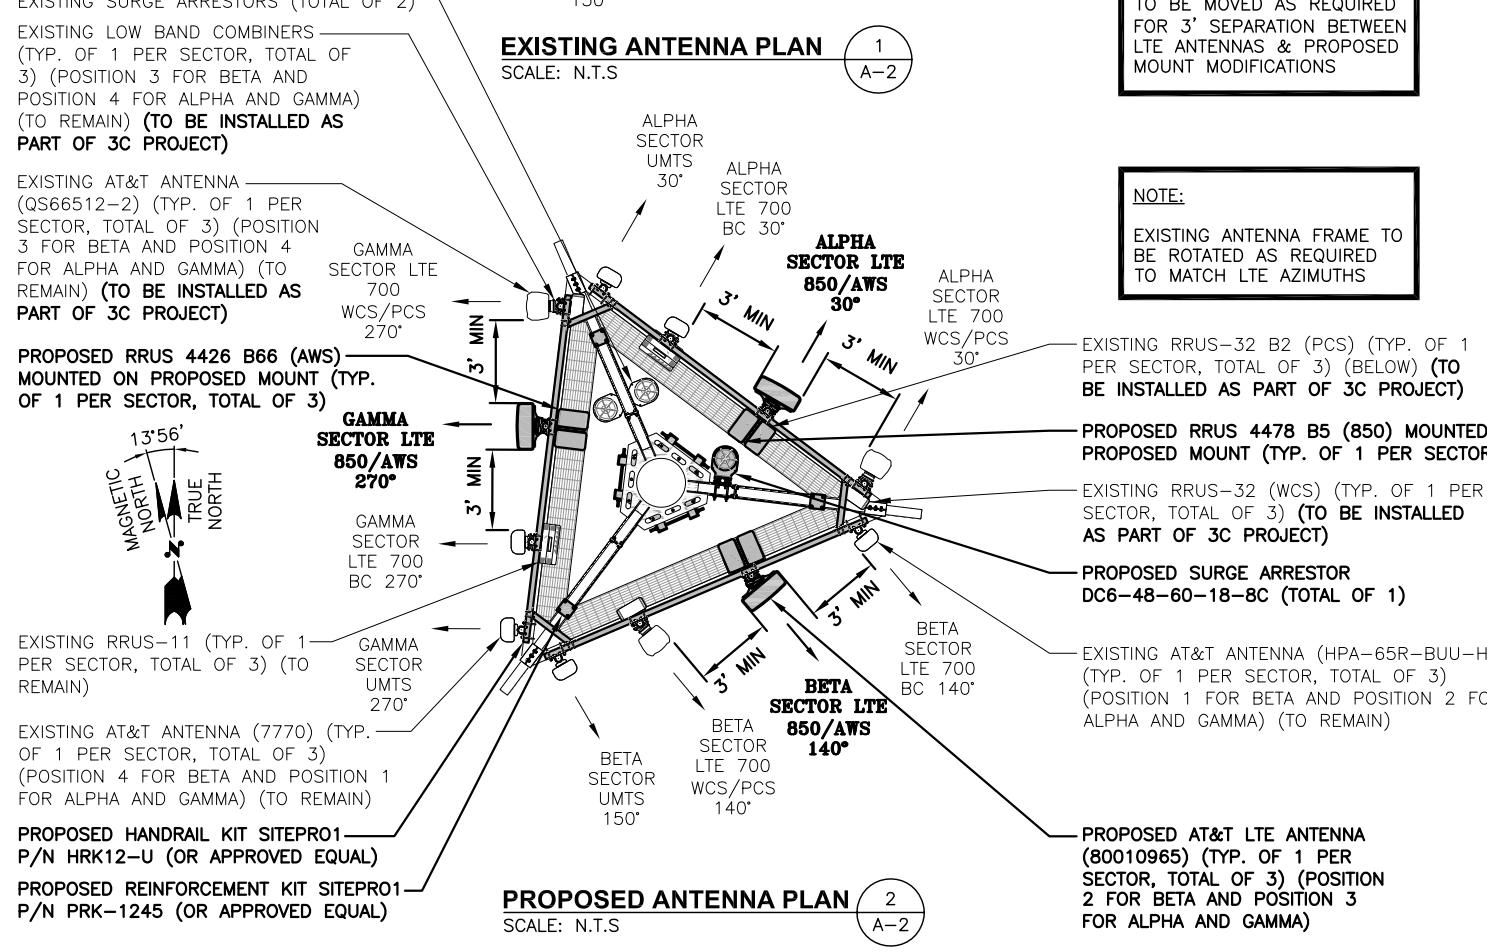 EXISTING SURGE ARRESTORS (TOTAL OF 2)
150°
EXISTING LOW BAND COMBINERS
(TYP. OF 1 PER SECTOR, TOTAL OF
3) (POSITION 3 FOR BETA AND
POSITION 4 FOR ALPHA AND GAMMA)
(TO REMAIN) (TO BE INSTALLED AS
PART OF 3C PROJECT)
EXISTING ANTENNA PLAN
SCALE: N.T.S
1
A-2
TO BE MOVED AS REQUIRED
FOR 3' SEPARATION BETWEEN
LTE ANTENNAS & PROPOSED
MOUNT MODIFICATIONS
NOTE:
EXISTING ANTENNA FRAME TO
BE ROTATED AS REQUIRED
TO MATCH LTE AZIMUTHS
EXISTING AT&T ANTENNA
(QS66512-2) (TYP. OF 1 PER
SECTOR, TOTAL OF 3) (POSITION
3 FOR BETA AND POSITION 4
FOR ALPHA AND GAMMA) (TO
REMAIN) (TO BE INSTALLED AS
PART OF 3C PROJECT)
PROPOSED RRUS 4426 B66 (AWS)
MOUNTED ON PROPOSED MOUNT (TYP.
OF 1 PER SECTOR, TOTAL OF 3)
13°56'
MAGNETIC
NORTH
TRUE
NORTH
N
EXISTING RRUS-11 (TYP. OF 1
PER SECTOR, TOTAL OF 3) (TO
REMAIN)
EXISTING AT&T ANTENNA (7770) (TYP.
OF 1 PER SECTOR, TOTAL OF 3)
(POSITION 4 FOR BETA AND POSITION 1
FOR ALPHA AND GAMMA) (TO REMAIN)
PROPOSED HANDRAIL KIT SITEPRO1
P/N HRK12-U (OR APPROVED EQUAL)
PROPOSED REINFORCEMENT KIT SITEPRO1
P/N PRK-1245 (OR APPROVED EQUAL)
GAMMA
SECTOR LTE
700
WCS/PCS
270°
GAMMA
SECTOR LTE
850/AWS
270°
GAMMA
SECTOR
LTE 700
BC 270°
GAMMA
SECTOR
UMTS
270°
3' MIN
3' MIN
ALPHA
SECTOR
UMTS
30°
ALPHA
SECTOR
LTE 700
BC 30°
ALPHA
SECTOR LTE
850/AWS
30°
ALPHA
SECTOR
LTE 700
WCS/PCS
30°
3' MIN
3' MIN
BETA
SECTOR
UMTS
150°
BETA
SECTOR
LTE 700
WCS/PCS
140°
BETA
SECTOR LTE
850/AWS
140°
BETA
SECTOR
LTE 700
BC 140°
3' MIN
3' MIN
EXISTING RRUS-32 B2 (PCS) (TYP. OF 1
PER SECTOR, TOTAL OF 3) (BELOW) (TO
BE INSTALLED AS PART OF 3C PROJECT)
PROPOSED RRUS 4478 B5 (850) MOUNTED
PROPOSED MOUNT (TYP. OF 1 PER SECTOR
EXISTING RRUS-32 (WCS) (TYP. OF 1 PER
SECTOR, TOTAL OF 3) (TO BE INSTALLED
AS PART OF 3C PROJECT)
PROPOSED SURGE ARRESTOR
DC6-48-60-18-8C (TOTAL OF 1)
EXISTING AT&T ANTENNA (HPA-65R-BUU-H
(TYP. OF 1 PER SECTOR, TOTAL OF 3)
(POSITION 1 FOR BETA AND POSITION 2 FO
ALPHA AND GAMMA) (TO REMAIN)
PROPOSED AT&T LTE ANTENNA
(80010965) (TYP. OF 1 PER
SECTOR, TOTAL OF 3) (POSITION
2 FOR BETA AND POSITION 3
FOR ALPHA AND GAMMA)
PROPOSED ANTENNA PLAN
SCALE: N.T.S
2
A-2